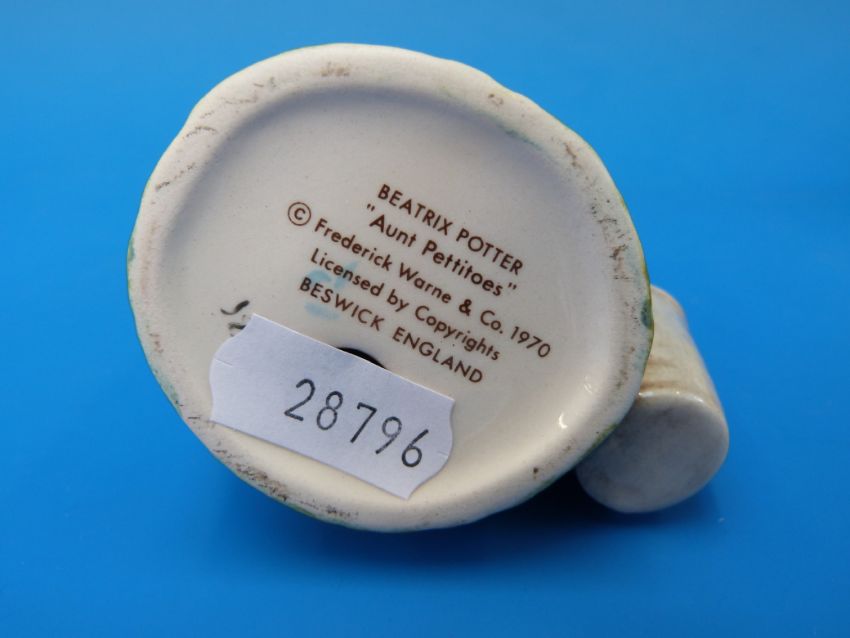 BEATRIX POTTER
"Aunt Pettitoes"
© Frederick Warne & Co. 1970
Licensed by Copyrights
BESWICK ENGLAND
28796